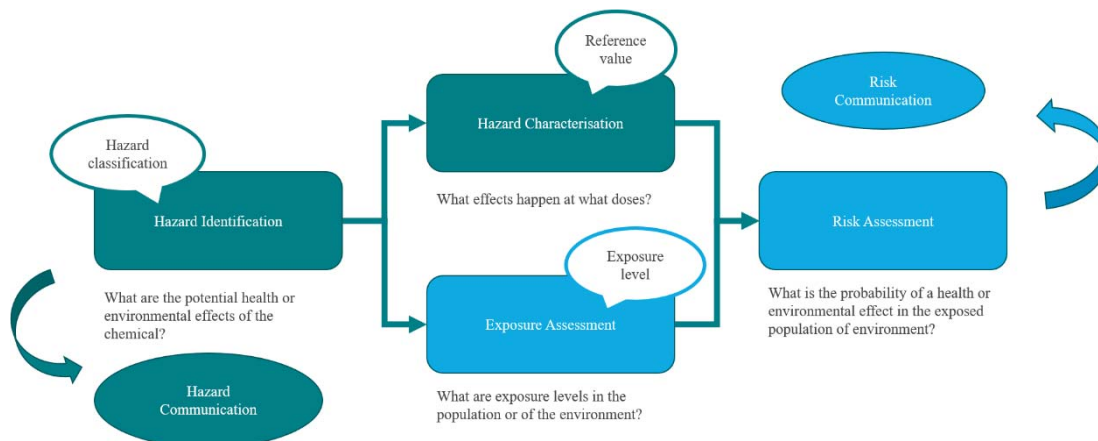 Hazard
classification
Hazard Identification
What are the potential health or
environmental effects of the
chemical?
Hazard
Communication
Reference
value
Hazard Characterisation
What effects happen at what doses?
Exposure
level
Exposure Assessment
What are exposure levels in the
population or of the environment?
Risk
Communication
Risk Assessment
What is the probability of a health or
environmental effect in the exposed
population of environment?